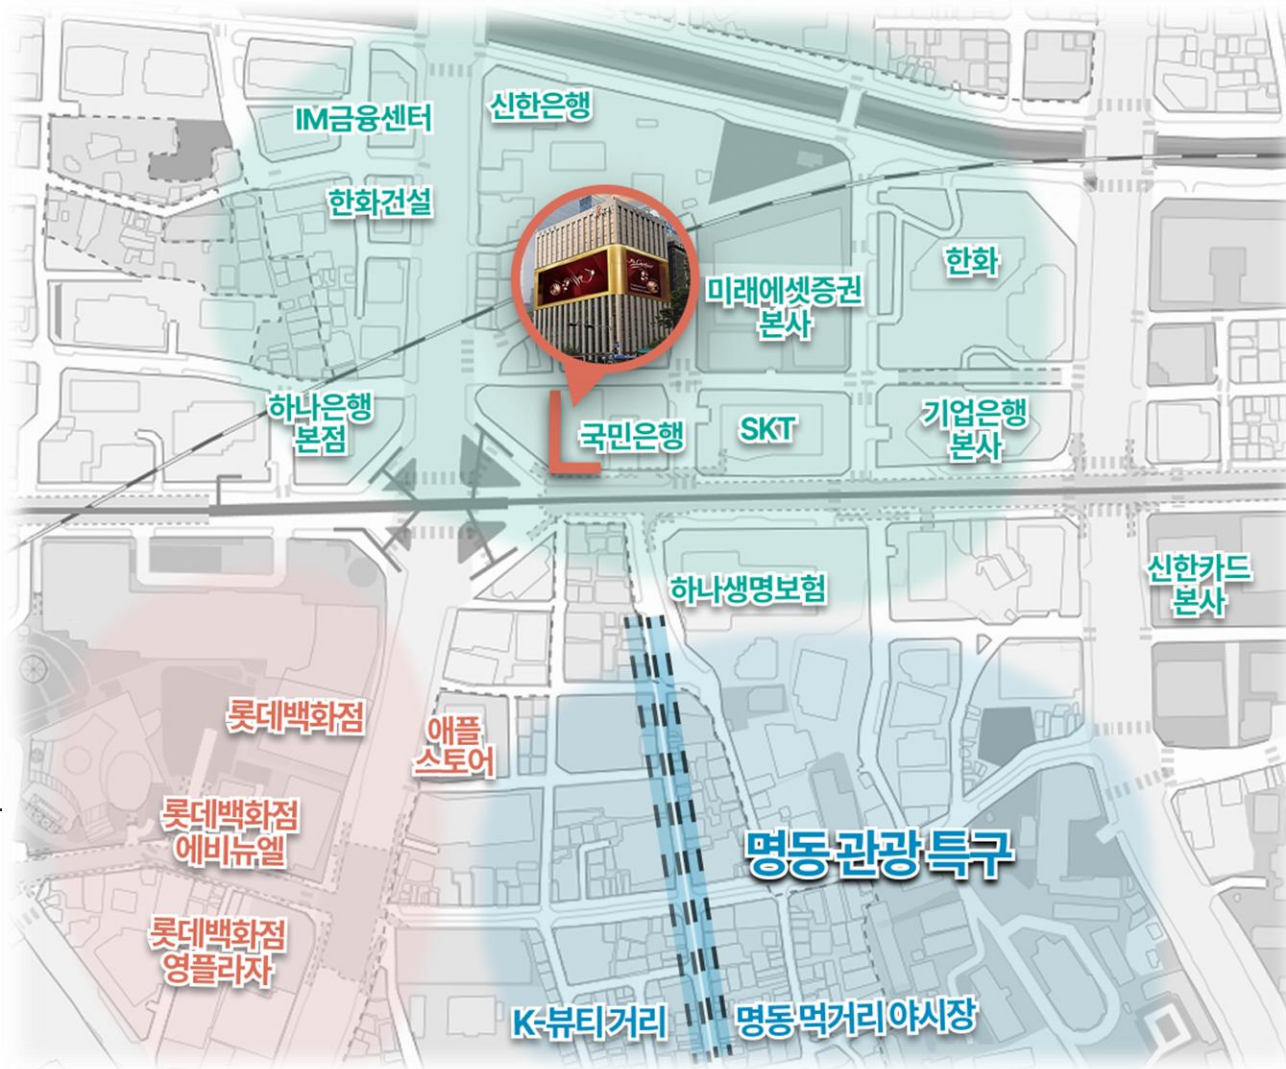 IM금융센터
신한은행
한화건설
한화
미래에셋증권
본사
하나은행
본점
국민은행
SKT
기업은행
본사
하나생명보험
신한카드
본사
롯데백화점
애플
스토어
롯데백화점
에비뉴엘
명동 관광 특구
롯데백화점
영플라자
K-뷰티 거리
명동 먹거리 야시장